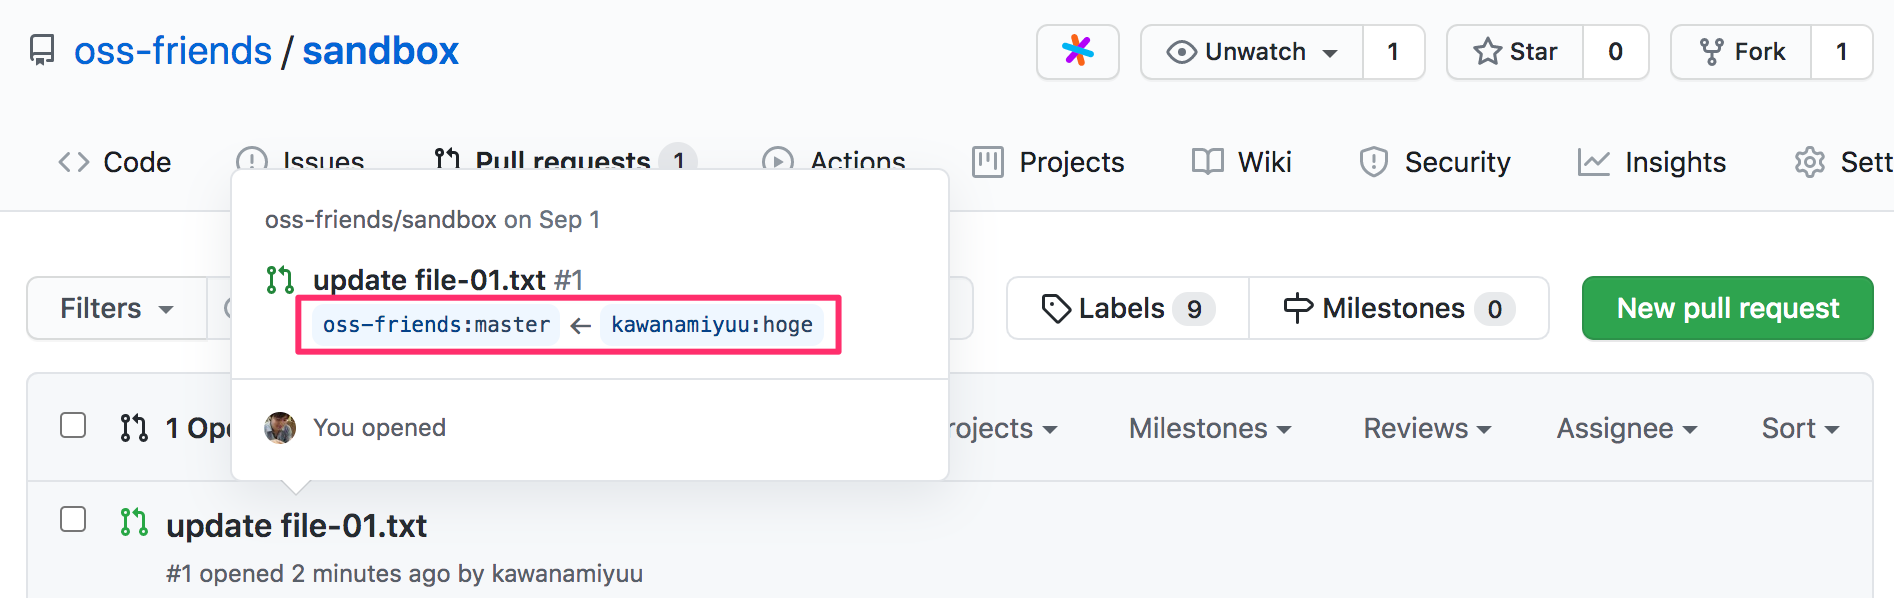 oss-friends / sandbox
Unwatch 1
Star 0
Fork 1
Code
Issues
Pull requests 1
Actions
Projects
Wiki
Security
Insights
Sett
oss-friends/sandbox on Sep 1
update file-01.txt #1
oss-friends:master ← kawanamiyuu:hoge
You opened
Filters
Labels 9
Milestones 0
New pull request
1 Ope
rojects
Milestones
Reviews
Assignee
Sort
update file-01.txt
#1 opened 2 minutes ago by kawanamiyuu